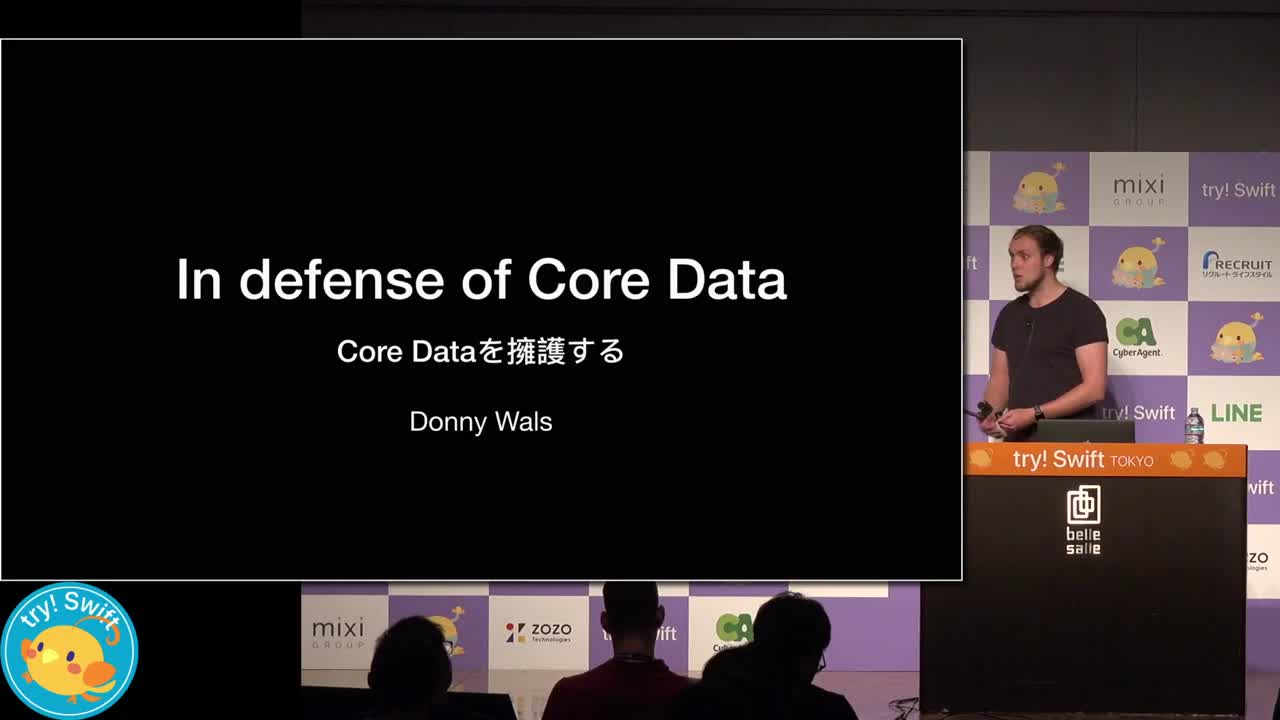 In defense of Core Data
Core Dataを擁護する
Donny Wals
mixi
GROUP
try! Swift
RECRUIT
リクルートライフスタイル
CA
CyberAgent.
try! Swift
LINE
try! Swift TOKYO
belle
salle
try! Swift
mixi
GROUP
ZOZO
Technologies
CA